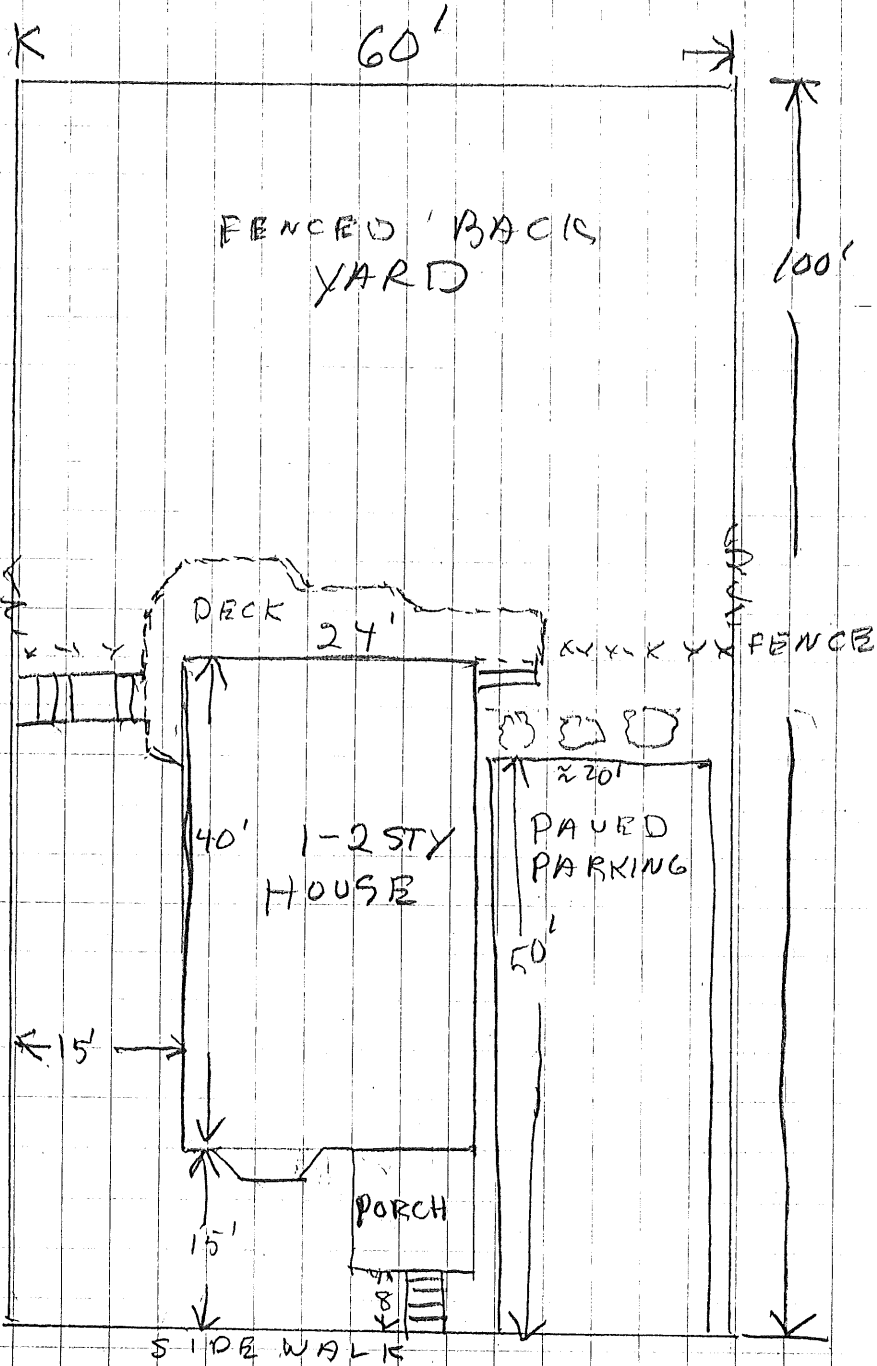 60'
FENCED BACK
YARD
100'
DECK
24'
FENCE
≈20'
40'
1-2 STY
HOUSE
PAVED
PARKING
50'
15'
PORCH
15'
8
SIDEWALK